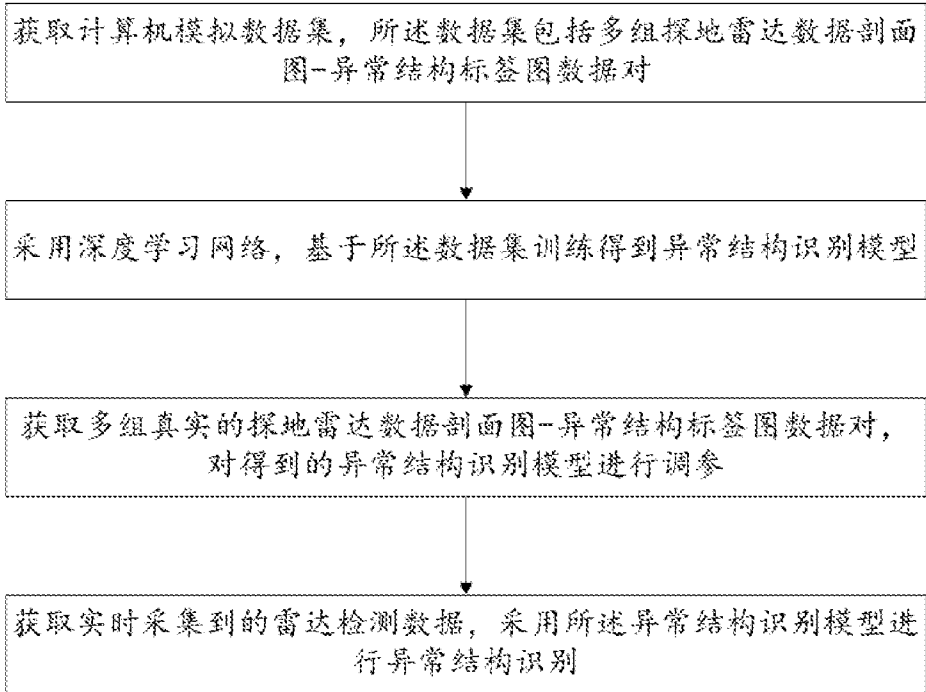 获取计算机模拟数据集，所述数据集包括多组探地雷达数据剖面
图-异常结构标签图数据对
采用深度学习网络，基于所述数据集训练得到异常结构识别模型
获取多组真实的探地雷达数据剖面图-异常结构标签图数据对，
对得到的异常结构识别模型进行调参
获取实时采集到的雷达检测数据，采用所述异常结构识别模型进
行异常结构识别